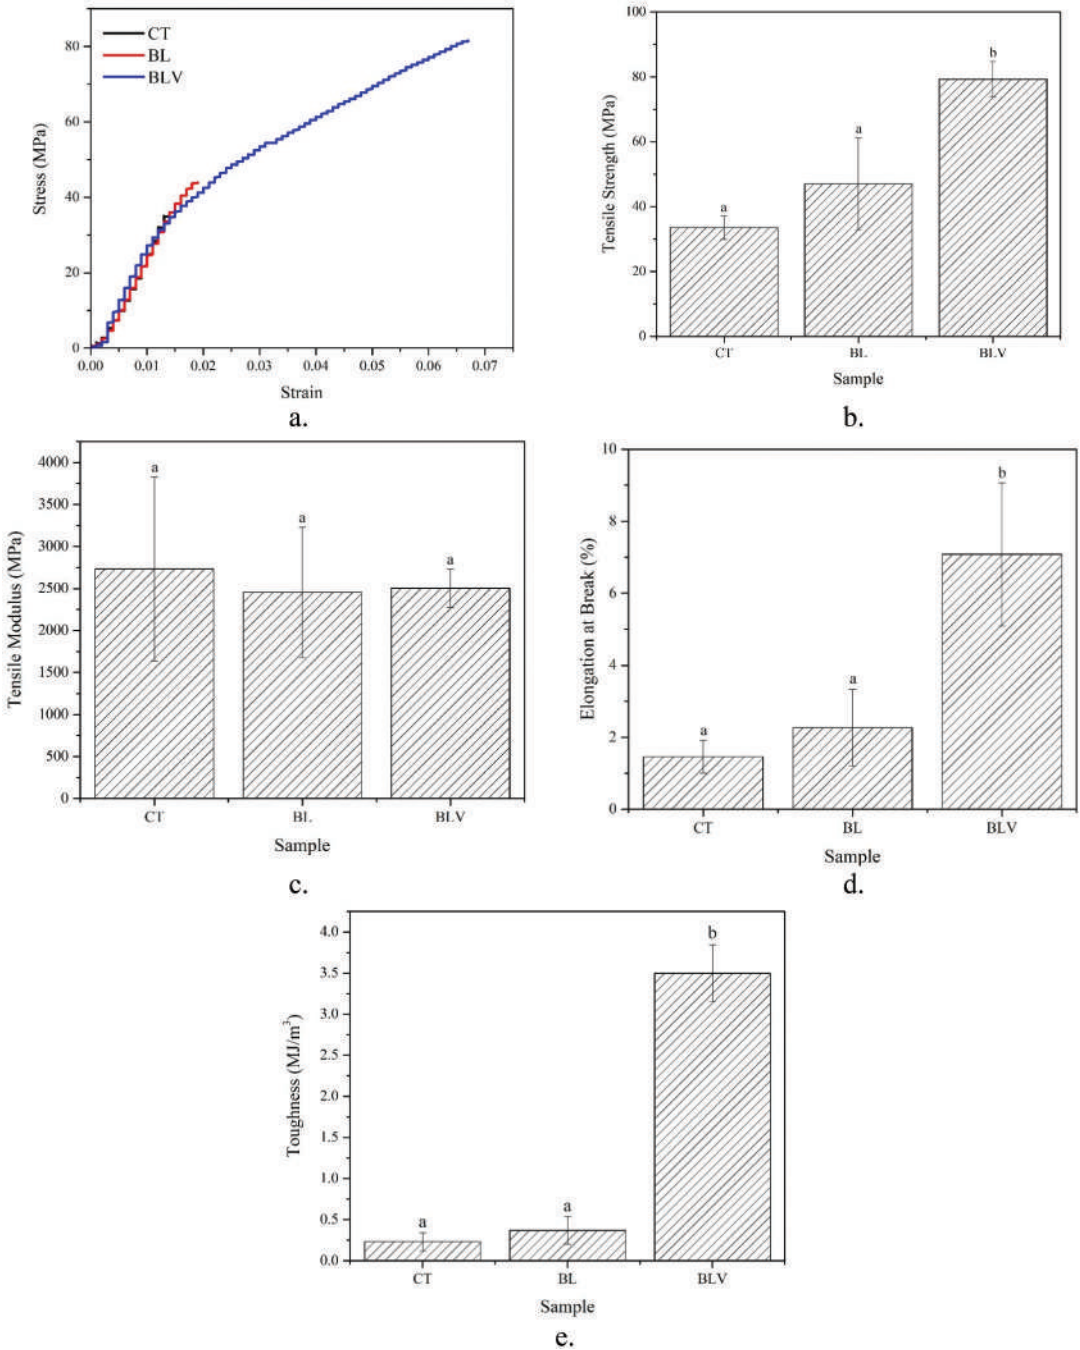 CT
BL
BLV
80
60
40
20
0
Stress (MPa)
0.00 0.01 0.02 0.03 0.04 0.05 0.06 0.07
Strain
a.
100
80
60
40
20
0
Tensile Strength (MPa)
a
a
b
CT BL BLV
Sample
b.
4000
3500
3000
2500
2000
1500
1000
500
0
Tensile Modulus (MPa)
a
a
a
CT BL BLV
Sample
c.
10
8
6
4
2
0
Elongation at Break (%)
a
a
b
CT BL BLV
Sample
d.
4.0
3.5
3.0
2.5
2.0
1.5
1.0
0.5
0.0
Toughness (MJ/m³)
a
a
b
CT BL BLV
Sample
e.